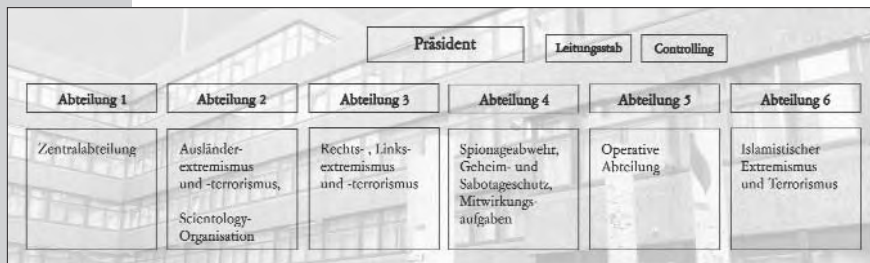 Präsident
Leitungsstab
Controlling
Abteilung 1
Abteilung 2
Abteilung 3
Abteilung 4
Abteilung 5
Abteilung 6
Zentralabteilung
Ausländer-
extremismus
und -terrorismus,
Scientology-
Organisation
Rechts- , Links-
extremismus
und -terrorismus
Spionageabwehr,
Geheim- und
Sabotageschutz,
Mitwirkungs-
aufgaben
Operative
Abteilung
Islamistischer
Extremismus
und Terrorismus